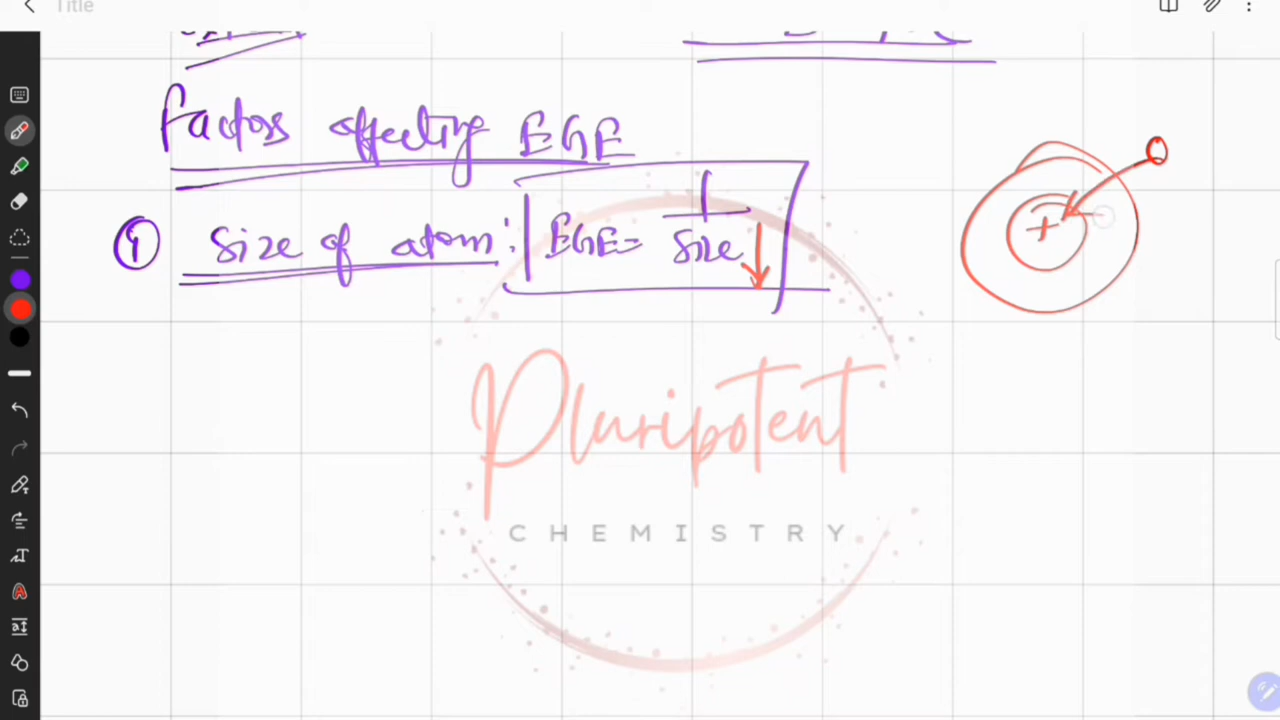 Title
Factors affecting EGE
① Size of atom: EGE = 1/Size ↓
+
Pluripotent
CHEMISTRY